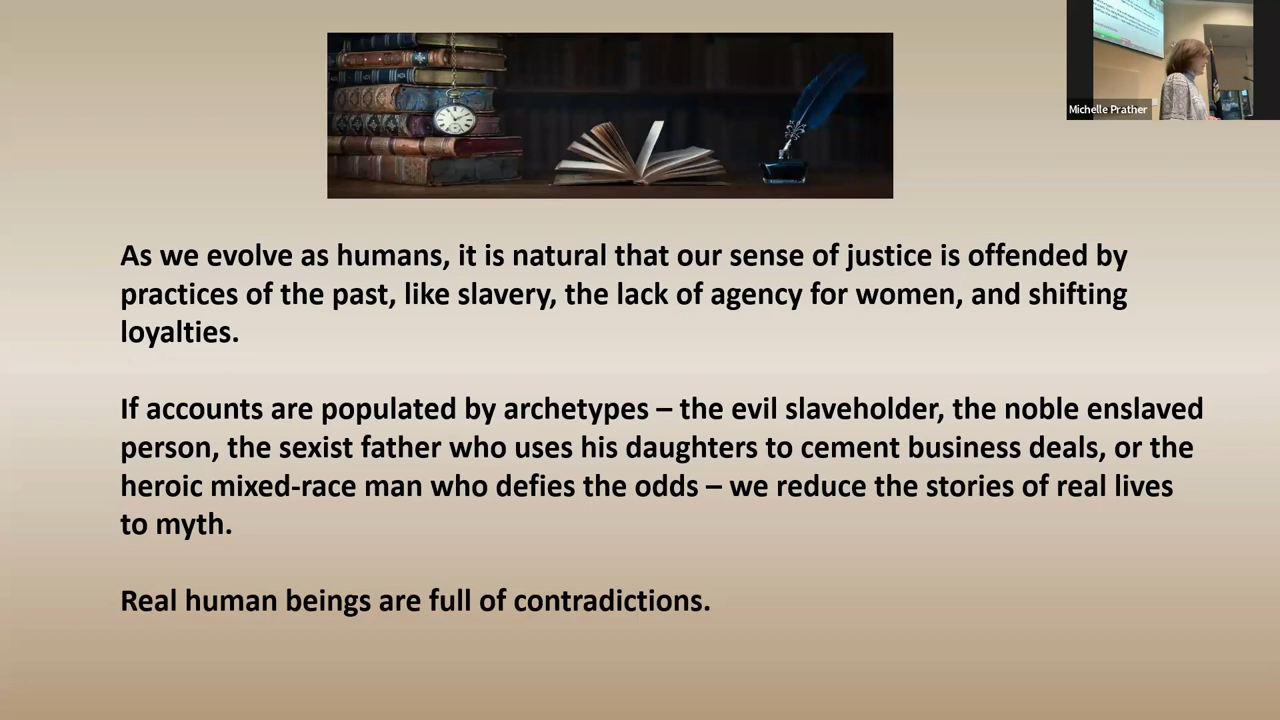 Michelle Prather
As we evolve as humans, it is natural that our sense of justice is offended by
practices of the past, like slavery, the lack of agency for women, and shifting
loyalties.
If accounts are populated by archetypes – the evil slaveholder, the noble enslaved
person, the sexist father who uses his daughters to cement business deals, or the
heroic mixed-race man who defies the odds – we reduce the stories of real lives
to myth.
Real human beings are full of contradictions.